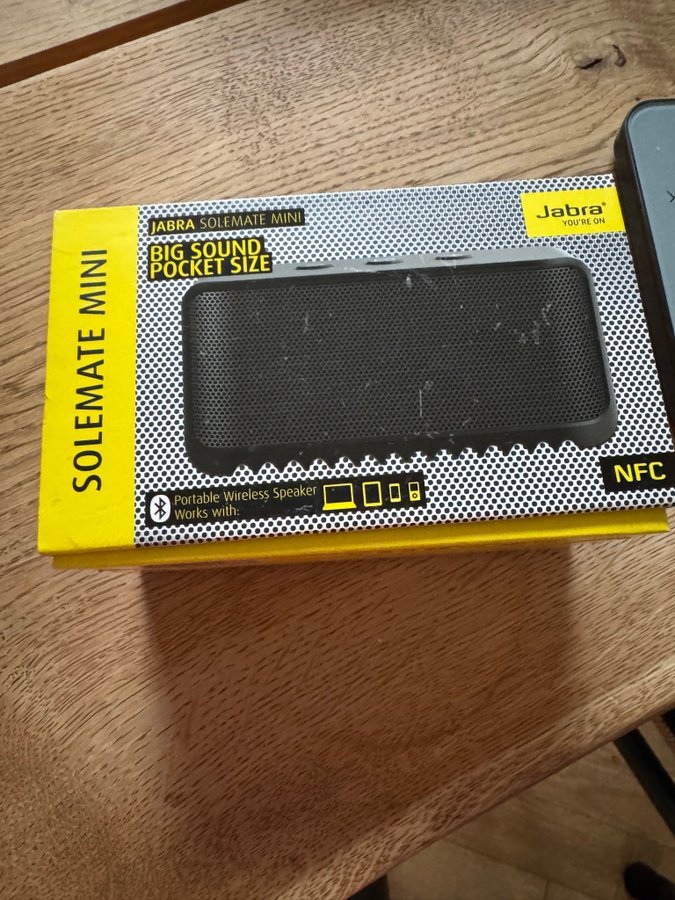 SOLEMATE MINI
JABRA SOLEMATE MINI
BIG SOUND
POCKET SIZE
Jabra®
YOU'RE ON
NFC
Portable Wireless Speaker
Works with: